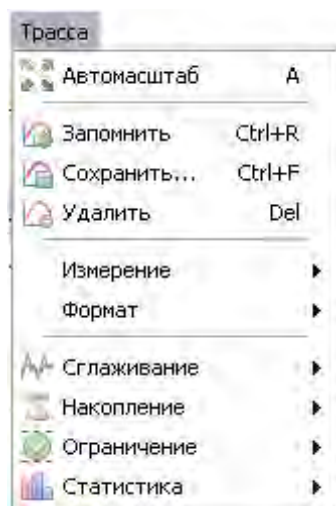 Трасса
Автомасштаб A
Запомнить Ctrl+R
Сохранить... Ctrl+F
Удалить Del
Измерение
Формат
Сглаживание
Накопление
Ограничение
Статистика